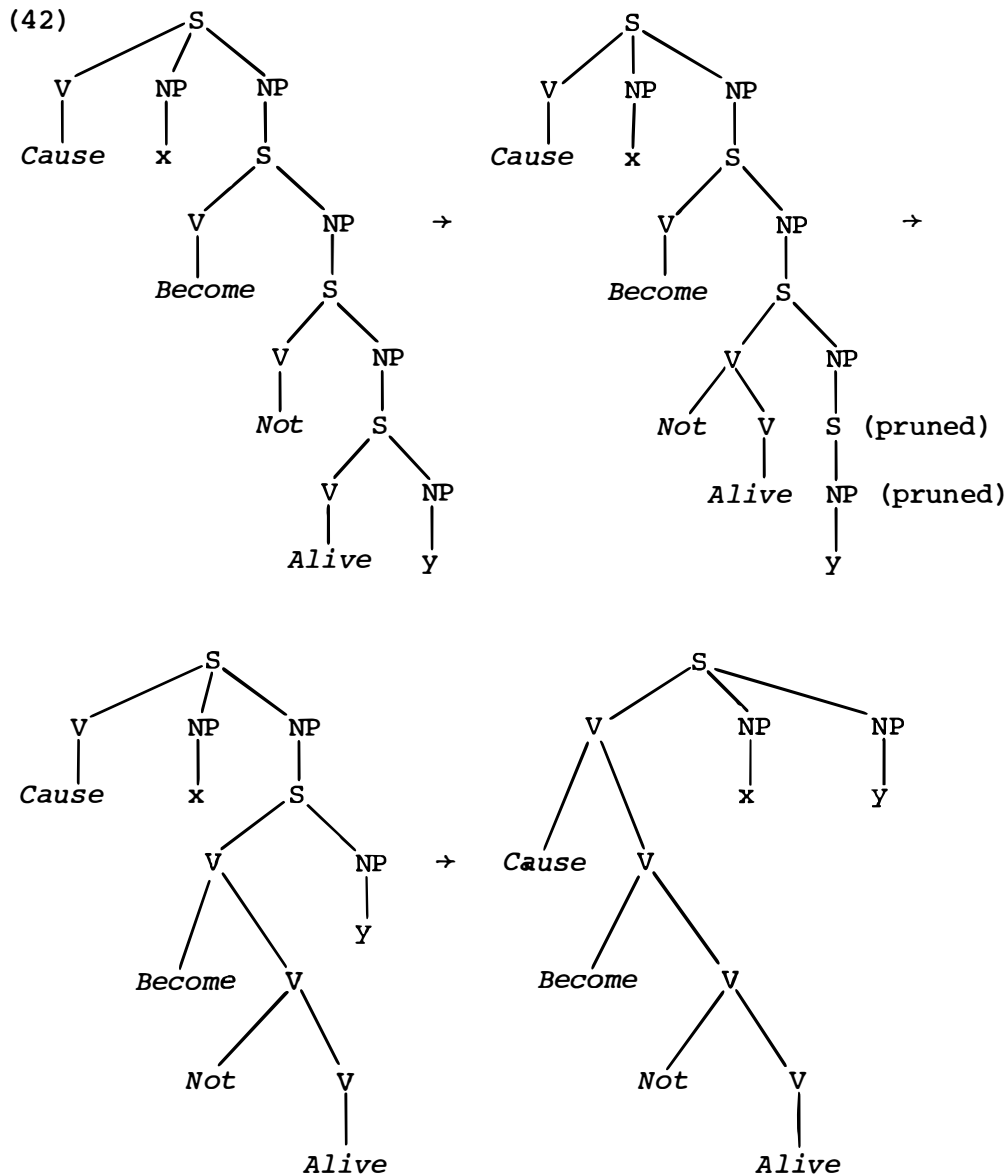 (42) S S
V NP NP V NP NP
Cause x S Cause x S
V NP → V NP →
Become S Become S
V NP V NP
Not S Not V S (pruned)
V NP Alive NP (pruned)
Alive y y
S S
V NP NP V NP NP
Cause x S x y
V NP → Cause V
y
Become V Become V
Not V Not V
Alive Alive